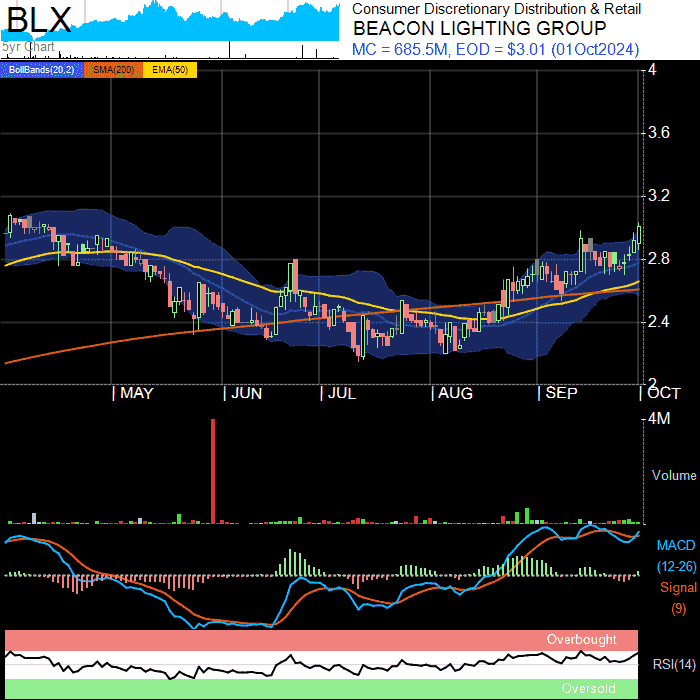 BLX
5yr Chart
Consumer Discretionary Distribution & Retail
BEACON LIGHTING GROUP
MC = 685.5M, EOD = $3.01 (01Oct2024)
BollBands(20,2) SMA(200) EMA(50)
4
3.6
3.2
2.8
2.4
2
MAY JUN JUL AUG SEP OCT
4M
Volume
MACD
(12-26)
Signal
(9)
Overbought
RSI(14)
Oversold